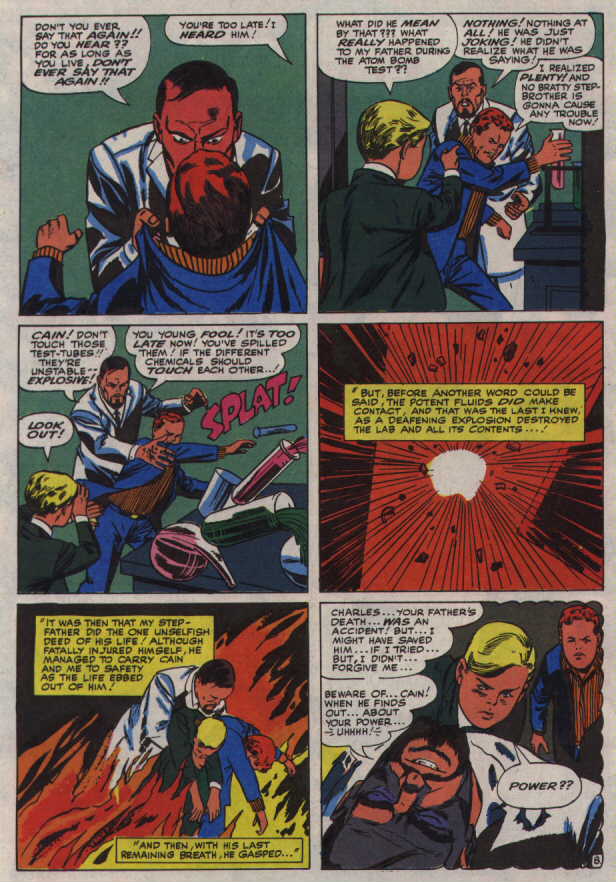 DON'T YOU EVER
SAY THAT AGAIN!!
DO YOU HEAR??
FOR AS LONG AS
YOU LIVE, DON'T
EVER SAY THAT
AGAIN!!
YOU'RE TOO LATE! I
HEARD HIM!
WHAT DID HE MEAN
BY THAT??? WHAT
REALLY HAPPENED
TO MY FATHER DURING
THE ATOM BOMB
TEST??
NOTHING! NOTHING AT
ALL! HE WAS JUST
JOKING! HE DIDN'T
REALIZE WHAT HE WAS
SAYING!
I REALIZED
PLENTY! AND
NO BRATTY STEP-
BROTHER IS
GONNA CAUSE
ANY TROUBLE
NOW!
CAIN! DON'T
TOUCH THOSE
TEST-TUBES!!
THEY'RE
UNSTABLE--
EXPLOSIVE!
YOU YOUNG FOOL! IT'S TOO
LATE NOW! YOU'VE SPILLED
THEM! IF THE DIFFERENT
CHEMICALS SHOULD
TOUCH EACH OTHER...!
LOOK
OUT!
SPLAT!
"BUT, BEFORE ANOTHER WORD COULD BE
SAID, THE POTENT FLUIDS DID MAKE
CONTACT, AND THAT WAS THE LAST I KNEW,
AS A DEAFENING EXPLOSION DESTROYED
THE LAB AND ALL ITS CONTENTS....!
"IT WAS THEN THAT MY STEP-
FATHER DID THE ONE UNSELFISH
DEED OF HIS LIFE! ALTHOUGH
FATALLY INJURED HIMSELF, HE
MANAGED TO CARRY CAIN
AND ME TO SAFETY
AS THE LIFE EBBED
OUT OF HIM!
"AND THEN, WITH HIS LAST
REMAINING BREATH, HE GASPED..."
CHARLES... YOUR FATHER'S
DEATH... WAS AN
ACCIDENT! BUT... I
MIGHT HAVE SAVED
HIM... IF I TRIED...
BUT, I DIDN'T...
FORGIVE ME...
BEWARE OF... CAIN!
WHEN HE FINDS
OUT... ABOUT
YOUR POWER...
÷UHHHH!÷
POWER??
8